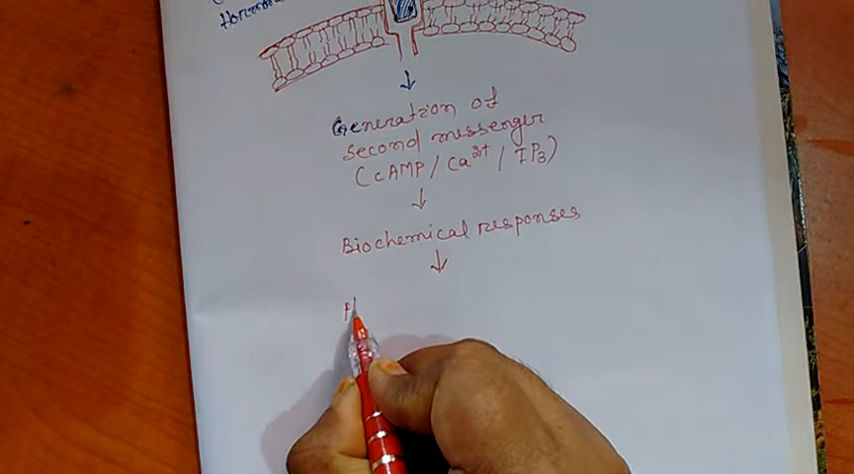 Generation of
second messenger
(cAMP / Ca2+ / IP3)
Biochemical responses